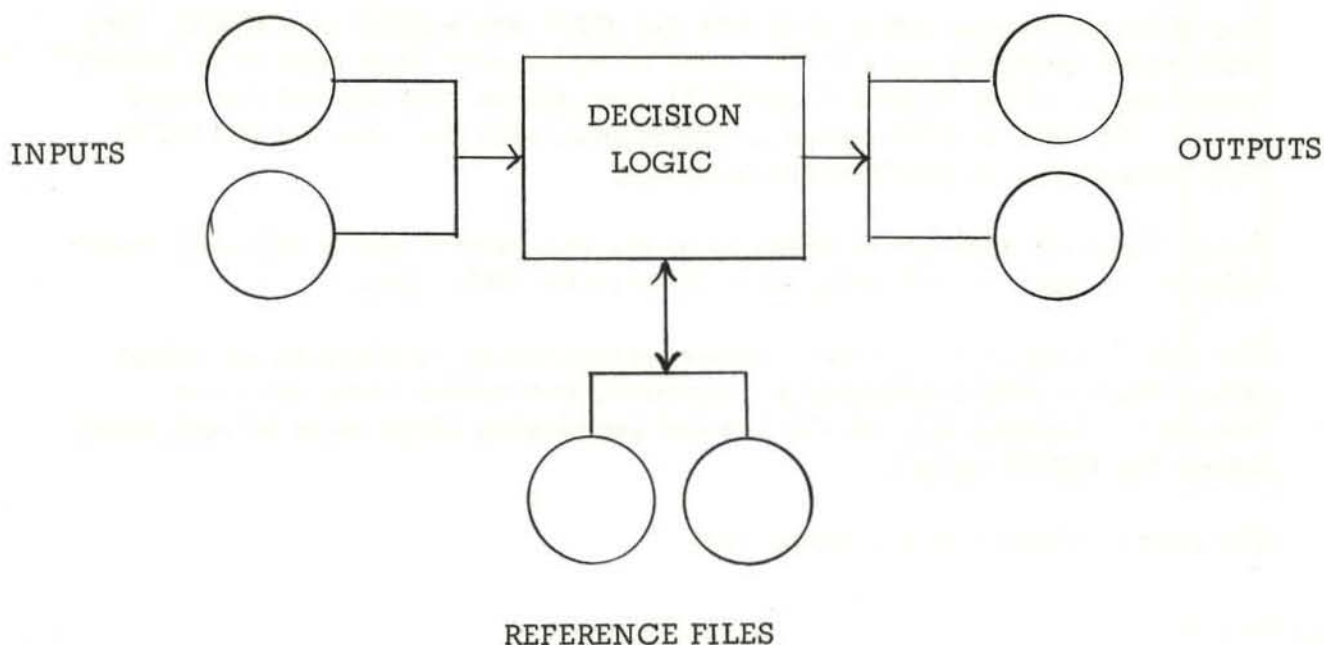 INPUTS
DECISION
LOGIC
OUTPUTS
REFERENCE FILES